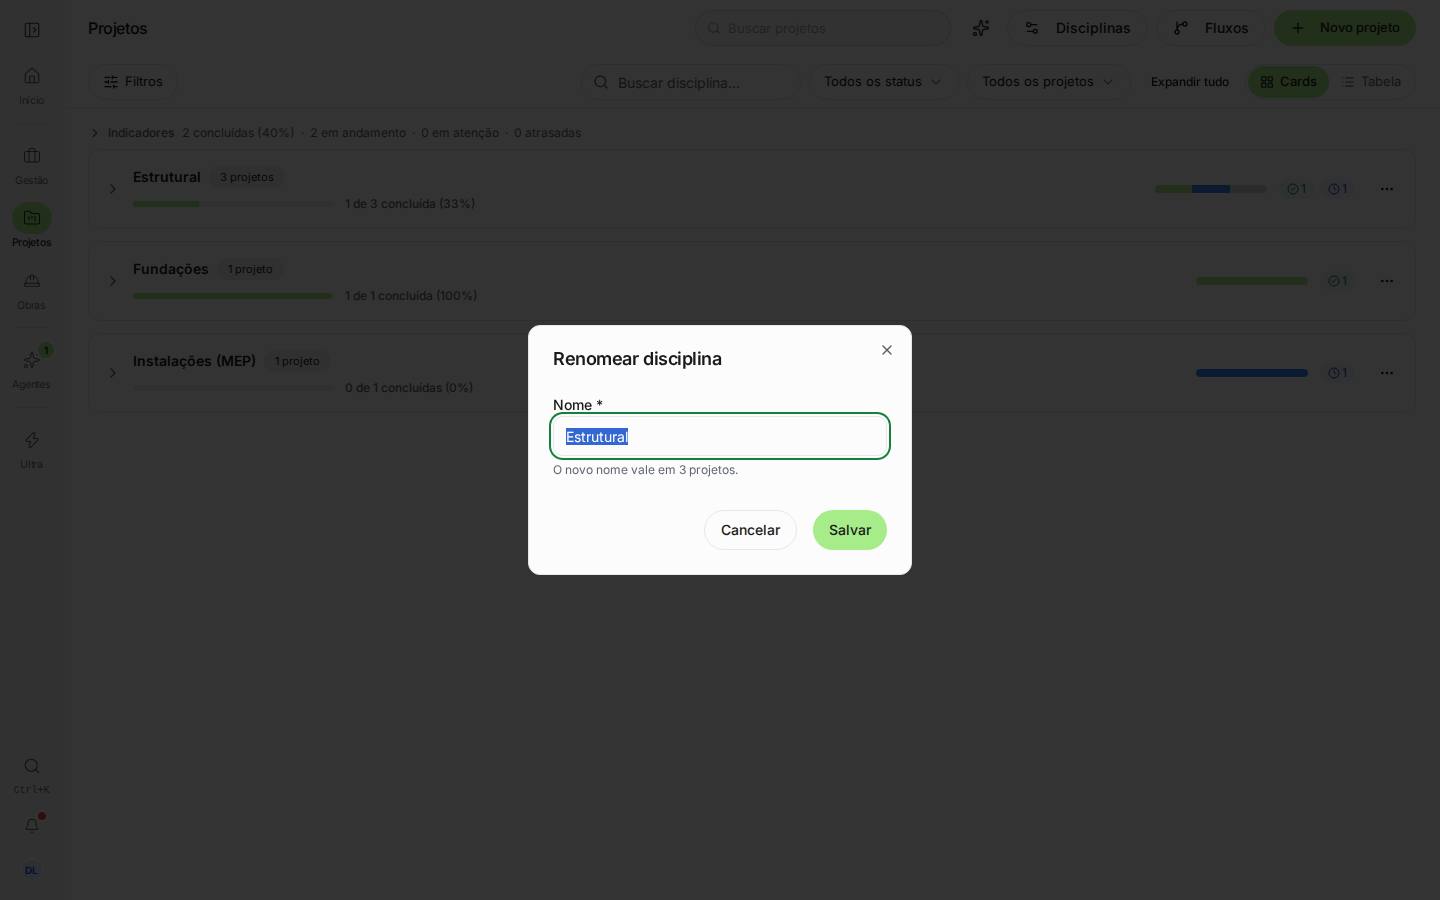 Projetos
Buscar projetos
Disciplinas
Fluxos
Novo projeto
Filtros
Buscar disciplina...
Todos os status
Todos os projetos
Expandir tudo
Cards
Tabela
Início
Gestão
Projetos
Obras
1
Agentes
Ultra
Ctrl+K
DL
Indicadores 2 concluídas (40%) · 2 em andamento · 0 em atenção · 0 atrasadas
Estrutural 3 projetos
1 de 3 concluída (33%)
1 1
Fundações 1 projeto
1 de 1 concluída (100%)
1
Instalações (MEP) 1 projeto
0 de 1 concluídas (0%)
1
Renomear disciplina
Nome *
Estrutural
O novo nome vale em 3 projetos.
Cancelar
Salvar